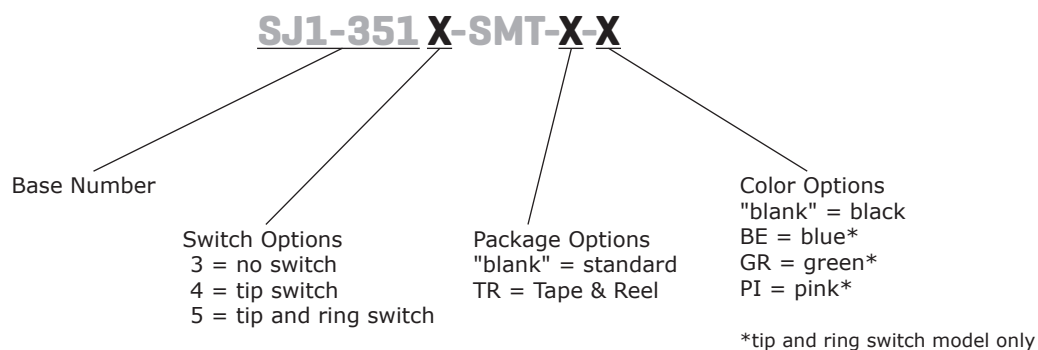 SJ1-351 X-SMT-X-X
Base Number
Switch Options
3 = no switch
4 = tip switch
5 = tip and ring switch
Package Options
"blank" = standard
TR = Tape & Reel
Color Options
"blank" = black
BE = blue*
GR = green*
PI = pink*
*tip and ring switch model only